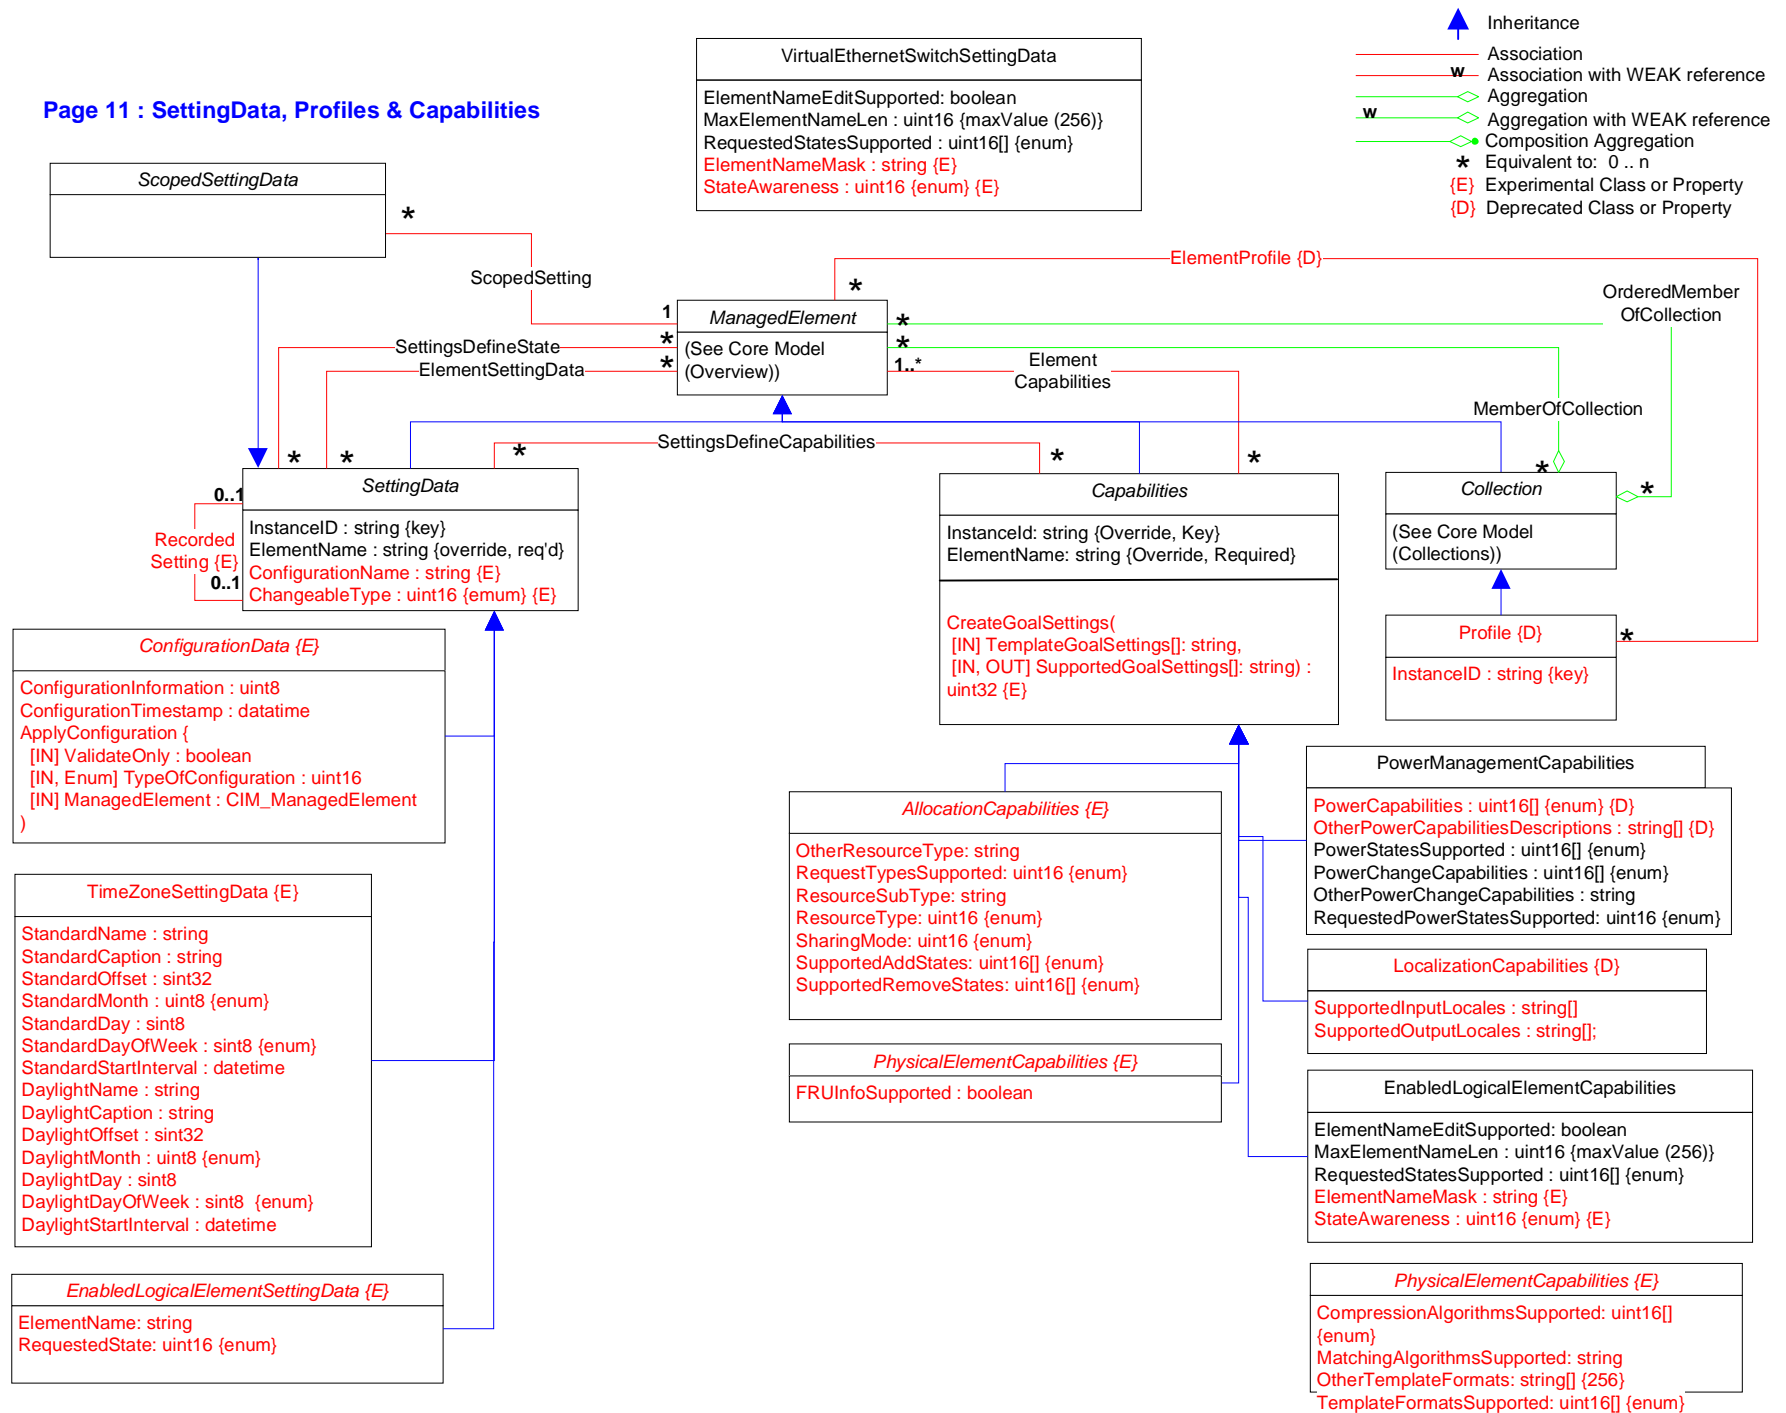 Page 11 : SettingData, Profiles & Capabilities
VirtualEthernetSwitchSettingData
ElementNameEditSupported: boolean
MaxElementNameLen : uint16 {maxValue (256)}
RequestedStatesSupported : uint16[] {enum}
ElementNameMask : string {E}
StateAwareness : uint16 {enum} {E}
Inheritance
Association
w
Association with WEAK reference
Aggregation
w
Aggregation with WEAK reference
Composition Aggregation
* Equivalent to: 0 .. n
{E} Experimental Class or Property
{D} Deprecated Class or Property
ScopedSettingData
*
ScopedSetting
1
ElementProfile {D}
*
ManagedElement
(See Core Model
(Overview))
*
*
*
*
1..*
SettingsDefineState
ElementSettingData
Element
Capabilities
OrderedMember
OfCollection
MemberOfCollection
SettingsDefineCapabilities
*
*
*
*
*
*
*
0..1
Recorded
Setting {E}
0..1
SettingData
InstanceID : string {key}
ElementName : string {override, req'd}
ConfigurationName : string {E}
ChangeableType : uint16 {emum} {E}
Capabilities
InstanceId: string {Override, Key}
ElementName: string {Override, Required}
CreateGoalSettings(
[IN] TemplateGoalSettings[]: string,
[IN, OUT] SupportedGoalSettings[]: string) :
uint32 {E}
Collection
(See Core Model
(Collections))
Profile {D}
*
InstanceID : string {key}
ConfigurationData {E}
ConfigurationInformation : uint8
ConfigurationTimestamp : datatime
ApplyConfiguration {
[IN] ValidateOnly : boolean
[IN, Enum] TypeOfConfiguration : uint16
[IN] ManagedElement : CIM_ManagedElement
)
TimeZoneSettingData {E}
StandardName : string
StandardCaption : string
StandardOffset : sint32
StandardMonth : uint8 {enum}
StandardDay : sint8
StandardDayOfWeek : sint8 {enum}
StandardStartInterval : datetime
DaylightName : string
DaylightCaption : string
DaylightOffset : sint32
DaylightMonth : uint8 {enum}
DaylightDay : sint8
DaylightDayOfWeek : sint8 {enum}
DaylightStartInterval : datetime
EnabledLogicalElementSettingData {E}
ElementName: string
RequestedState: uint16 {enum}
AllocationCapabilities {E}
OtherResourceType: string
RequestTypesSupported: uint16 {enum}
ResourceSubType: string
ResourceType: uint16 {enum}
SharingMode: uint16 {enum}
SupportedAddStates: uint16[] {enum}
SupportedRemoveStates: uint16[] {enum}
PhysicalElementCapabilities {E}
FRUInfoSupported : boolean
PowerManagementCapabilities
PowerCapabilities : uint16[] {enum} {D}
OtherPowerCapabilitiesDescriptions : string[] {D}
PowerStatesSupported : uint16[] {enum}
PowerChangeCapabilities : uint16[] {enum}
OtherPowerChangeCapabilities : string
RequestedPowerStatesSupported: uint16 {enum}
LocalizationCapabilities {D}
SupportedInputLocales : string[]
SupportedOutputLocales : string[];
EnabledLogicalElementCapabilities
ElementNameEditSupported: boolean
MaxElementNameLen : uint16 {maxValue (256)}
RequestedStatesSupported : uint16[] {enum}
ElementNameMask : string {E}
StateAwareness : uint16 {enum} {E}
PhysicalElementCapabilities {E}
CompressionAlgorithmsSupported: uint16[]
{enum}
MatchingAlgorithmsSupported: string
OtherTemplateFormats: string[] {256}
TemplateFormatsSupported: uint16[] {enum}